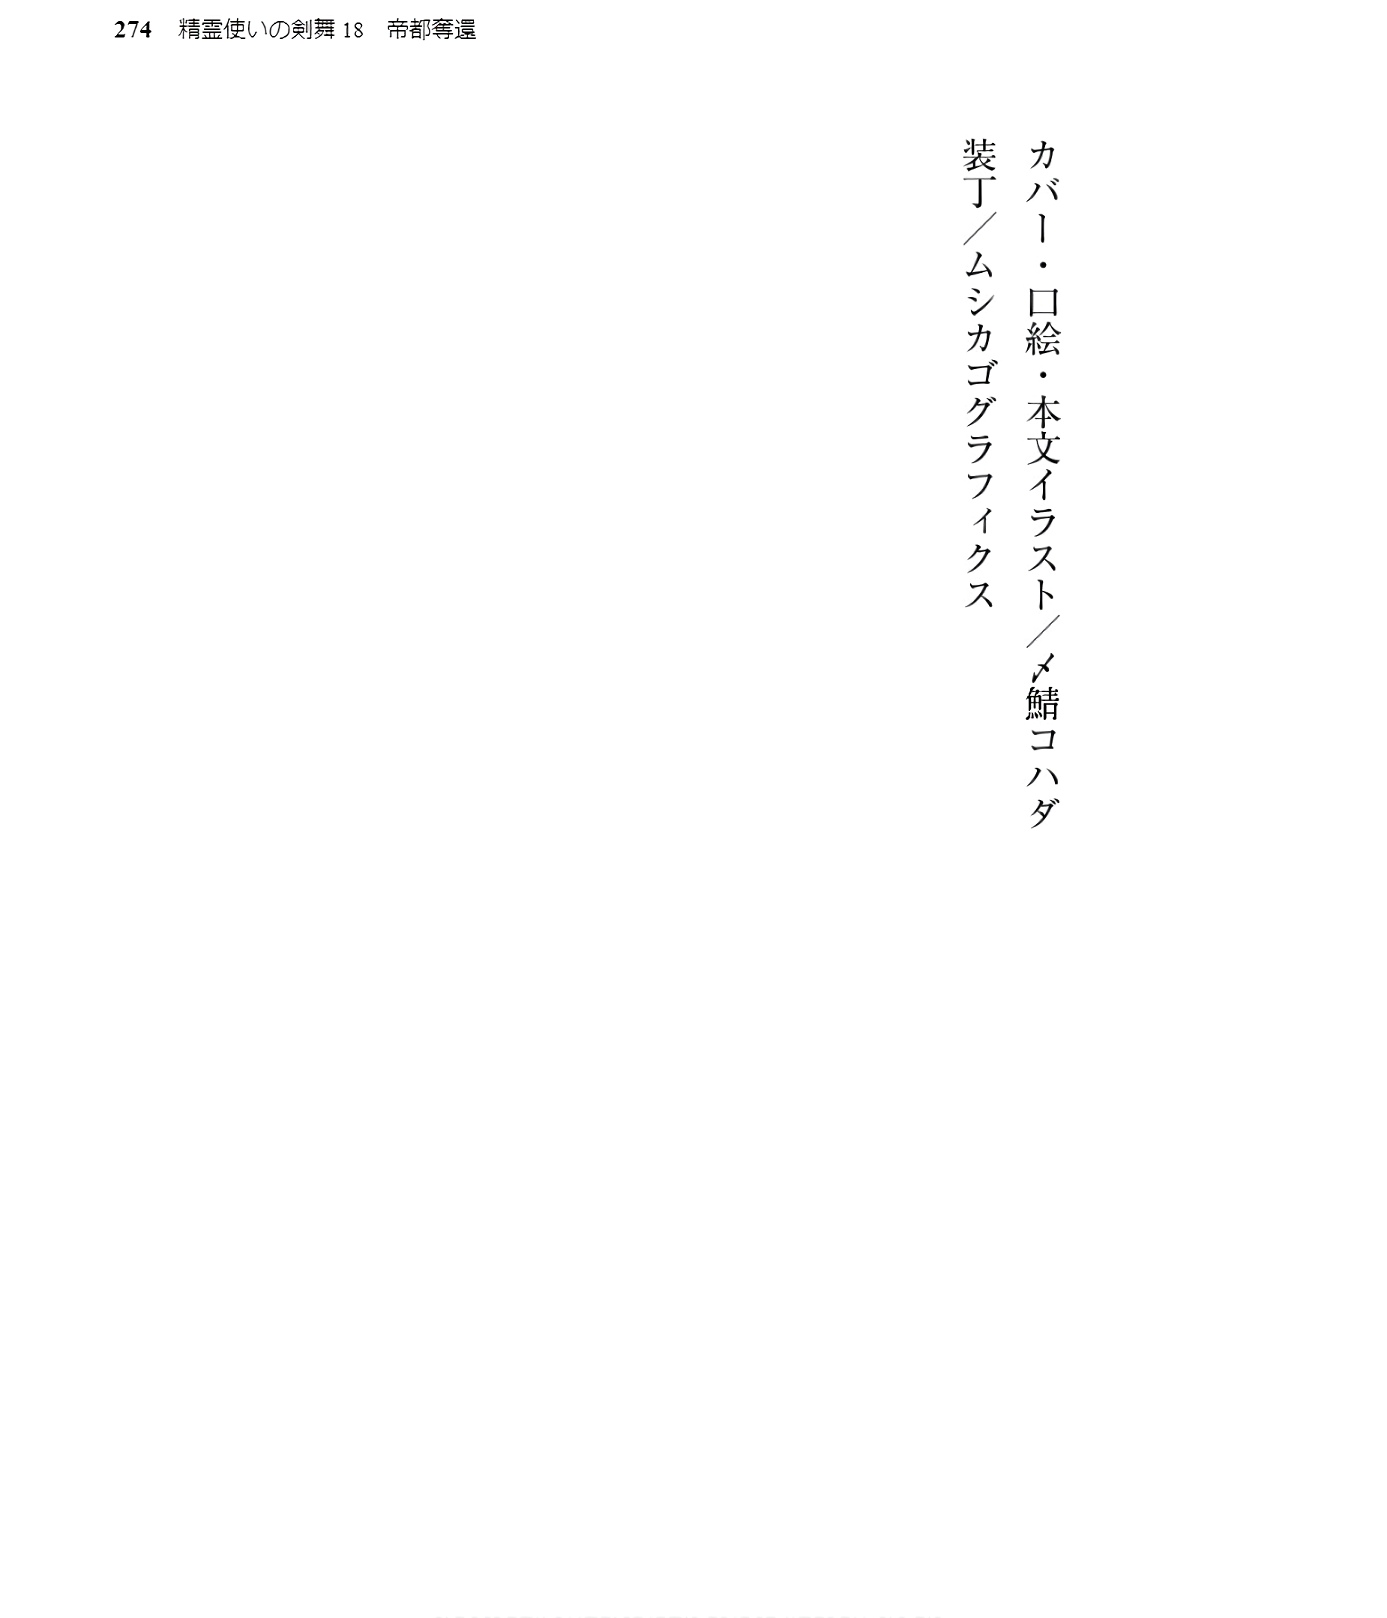 274 精霊使いの剣舞 18 帝都奪還
カバー・口絵・本文イラスト／〆鯖コハダ
装丁／ムシカゴグラフィクス